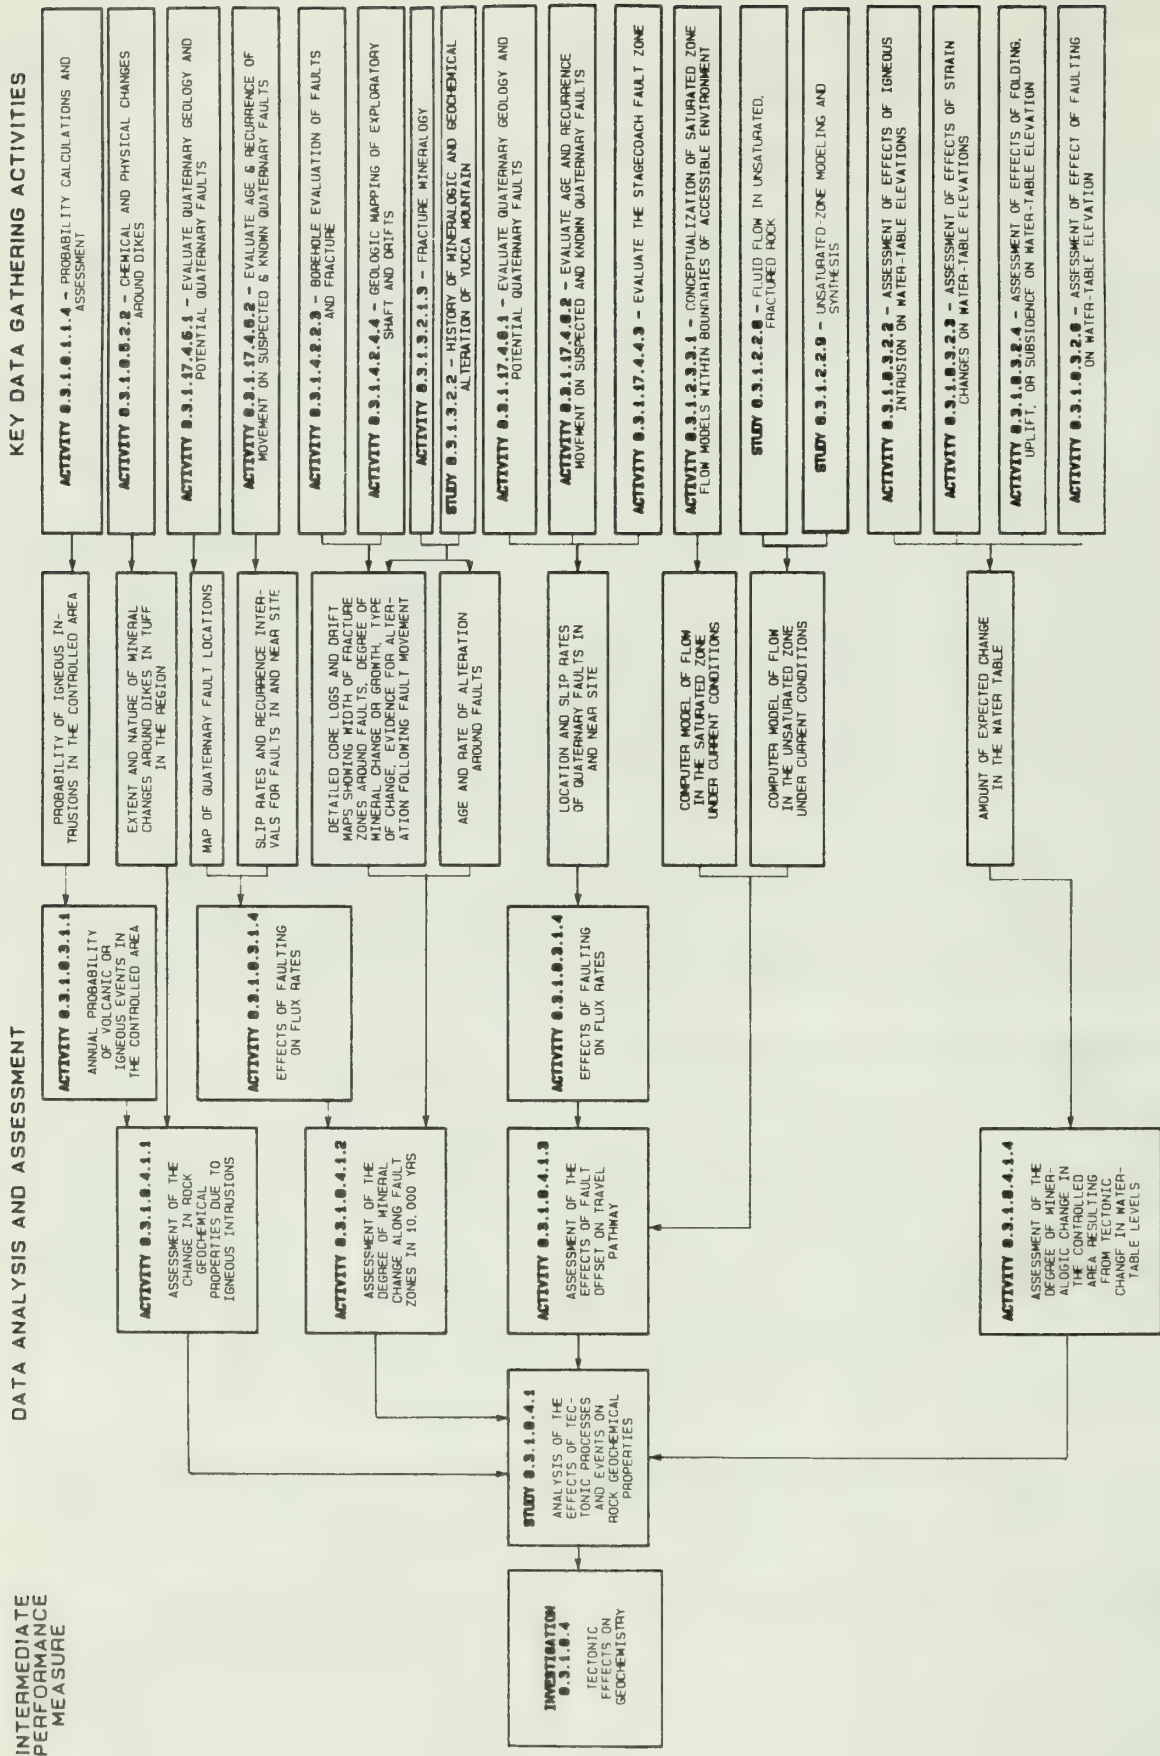 INTERMEDIATE
PERFORMANCE
MEASURE
DATA ANALYSIS AND ASSESSMENT
KEY DATA GATHERING ACTIVITIES
INVESTIGATION
8.3.1.8.4
TECTONIC
EFFECTS ON
GEOCHEMISTRY
STUDY 8.3.1.8.4.1
ANALYSIS OF THE
EFFECTS OF TEC-
TONIC PROCESSES
AND EVENTS ON
ROCK GEOCHEMICAL
PROPERTIES
ACTIVITY 8.3.1.8.4.1.1
ASSESSMENT OF THE
CHANGE IN ROCK
GEOCHEMICAL
PROPERTIES DUE TO
IGNEOUS INTRUSIONS
ACTIVITY 8.3.1.8.4.1.2
ASSESSMENT OF THE
DEGREE OF MINERAL
CHANGE ALONG FAULT
ZONES IN 10,000 YRS
ACTIVITY 8.3.1.8.4.1.3
ASSESSMENT OF THE
EFFECTS OF FAULT
OFFSET ON TRAVEL
PATHWAY
ACTIVITY 8.3.1.8.4.1.4
ASSESSMENT OF THE
DEGREE OF MINER-
ALOGIC CHANGE IN
THE CONTROLLED
AREA RESULTING
FROM TECTONIC
CHANGE IN WATER-
TABLE LEVELS
ACTIVITY 8.3.1.8.3.1.1
ANNUAL PROBABILITY
OF VOLCANIC OR
IGNEOUS EVENTS IN
THE CONTROLLED AREA
ACTIVITY 8.3.1.8.3.1.4
EFFECTS OF FAULTING
ON FLUX RATES
ACTIVITY 8.3.1.8.3.1.4
EFFECTS OF FAULTING
ON FLUX RATES
PROBABILITY OF IGNEOUS IN-
TRUSIONS IN THE CONTROLLED AREA
EXTENT AND NATURE OF MINERAL
CHANGES AROUND DIKES IN TUFF
IN THE REGION
MAP OF QUATERNARY FAULT LOCATIONS
SLIP RATES AND RECURRENCE INTER-
VALS FOR FAULTS IN AND NEAR SITE
DETAILED CORE LOSS AND DRIFT
MAPS SHOWING WIDTH OF FRACTURE
ZONES AROUND FAULTS, DEGREE OF
MINERAL CHANGE OR GROWTH, TYPE
OF CHANGE, EVIDENCE FOR ALTER-
ATION FOLLOWING FAULT MOVEMENT
AGE AND RATE OF ALTERATION
AROUND FAULTS
LOCATION AND SLIP RATES
OF QUATERNARY FAULTS IN
AND NEAR SITE
COMPUTER MODEL OF FLOW
IN THE SATURATED ZONE
UNDER CURRENT CONDITIONS
COMPUTER MODEL OF FLOW
IN THE UNSATURATED ZONE
UNDER CURRENT CONDITIONS
AMOUNT OF EXPECTED CHANGE
IN THE WATER TABLE
ACTIVITY 8.3.1.8.1.1.4 – PROBABILITY CALCULATIONS AND
ASSESSMENT
ACTIVITY 8.3.1.8.5.2.2 – CHEMICAL AND PHYSICAL CHANGES
AROUND DIKES
ACTIVITY 8.3.1.17.4.6.1 – EVALUATE QUATERNARY GEOLOGY AND
POTENTIAL QUATERNARY FAULTS
ACTIVITY 8.3.1.17.4.6.2 – EVALUATE AGE & RECURRENCE OF
MOVEMENT ON SUSPECTED & KNOWN QUATERNARY FAULTS
ACTIVITY 8.3.1.4.2.2.3 – BOREHOLE EVALUATION OF FAULTS
AND FRACTURE
ACTIVITY 8.3.1.4.2.4 – GEOLOGIC MAPPING OF EXPLORATORY
SHAFT AND DRIFTS
ACTIVITY 8.3.1.3.2.1.3 – FRACTURE MINERALOGY
STUDY 8.3.1.3.2.2 – HISTORY OF MINERALOGIC AND GEOCHEMICAL
ALTERATION OF YUCCA MOUNTAIN
ACTIVITY 8.3.1.17.4.6.1 – EVALUATE QUATERNARY GEOLOGY AND
POTENTIAL QUATERNARY FAULTS
ACTIVITY 8.3.1.17.4.6.2 – EVALUATE AGE AND RECURRENCE
MOVEMENT ON SUSPECTED AND KNOWN QUATERNARY FAULTS
ACTIVITY 8.3.1.17.4.4.3 – EVALUATE THE STAGECOACH FAULT ZONE
ACTIVITY 8.3.1.2.3.3.1 – CONCEPTUALIZATION OF SATURATED ZONE
FLOW MODELS WITHIN BOUNDARIES OF ACCESSIBLE ENVIRONMENT
STUDY 8.3.1.2.2.8 – FLUID FLOW IN UNSATURATED,
FRACTURED ROCK
STUDY 8.3.1.2.2.9 – UNSATURATED-ZONE MODELING AND
SYNTHESIS
ACTIVITY 8.3.1.8.3.2.2 – ASSESSMENT OF EFFECTS OF IGNEOUS
INTRUSION ON WATER-TABLE ELEVATIONS
ACTIVITY 8.3.1.8.3.2.3 – ASSESSMENT OF EFFECTS OF STRAIN
CHANGES ON WATER-TABLE ELEVATIONS
ACTIVITY 8.3.1.8.3.2.4 – ASSESSMENT OF EFFECTS OF FOLDING,
UPLIFT, OR SUBSIDENCE ON WATER-TABLE ELEVATION
ACTIVITY 8.3.1.8.3.2.6 – ASSESSMENT OF EFFECT OF FAULTING
ON WATER-TABLE ELEVATION